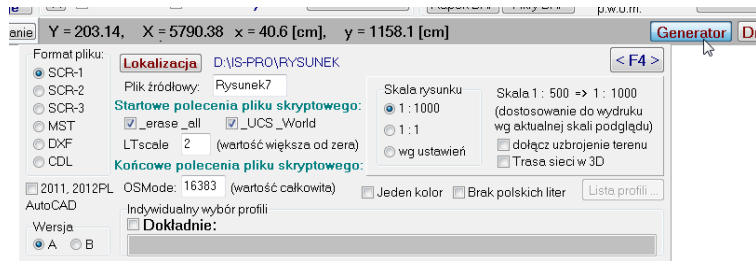 p.w.u.m.
anie Y = 203.14, X = 5790.38 x = 40.6 [cm], y = 1158.1 [cm] Generator
Format pliku:
SCR-1
SCR-2
SCR-3
MST
DXF
CDL
Lokalizacja D:\IS-PRO\RYSUNEK < F4 >
Plik źródłowy: Rysunek7
Startowe polecenia pliku skryptowego:
_erase _all _UCS _World
LTscale 2 (wartość większa od zera)
Końcowe polecenia pliku skryptowego:
Skala rysunku
1 : 1000
1 : 1
wg ustawień
Skala 1 : 500 => 1 : 1000
(dostosowanie do wydruku
wg aktualnej skali podglądu)
dołącz uzbrojenie terenu
Trasa sieci w 3D
2011, 2012PL
AutoCAD
OSMode: 16383 (wartość całkowita) Jeden kolor Brak polskich liter Lista profili ...
Wersja
A B
Indywidualny wybór profili
Dokładnie: